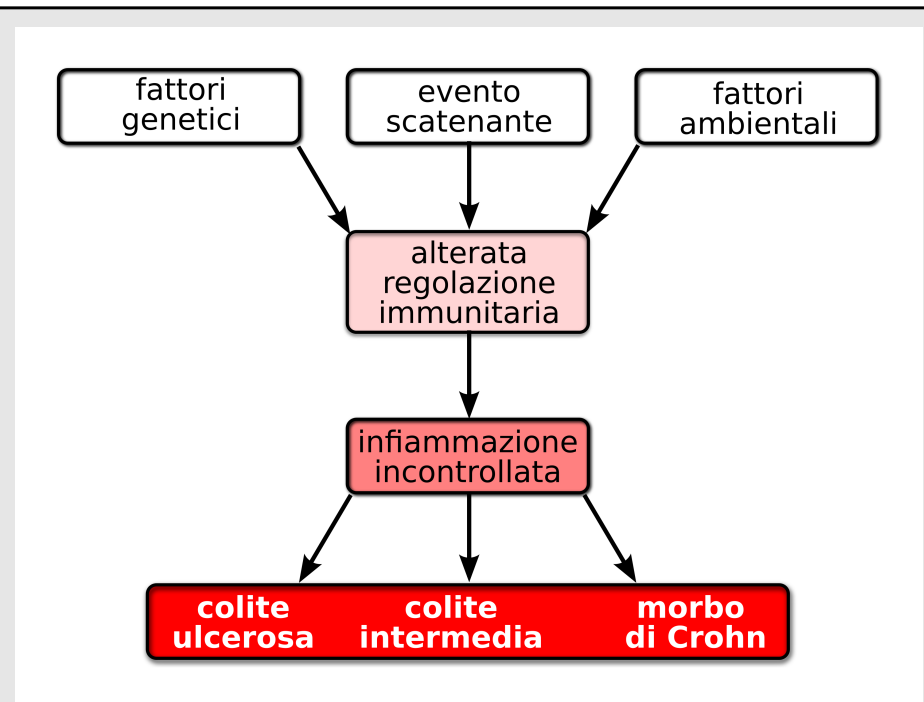 fattori
genetici
evento
scatenante
fattori
ambientali
alterata
regolazione
immunitaria
infiammazione
incontrollata
colite
ulcerosa
colite
intermedia
morbo
di Crohn